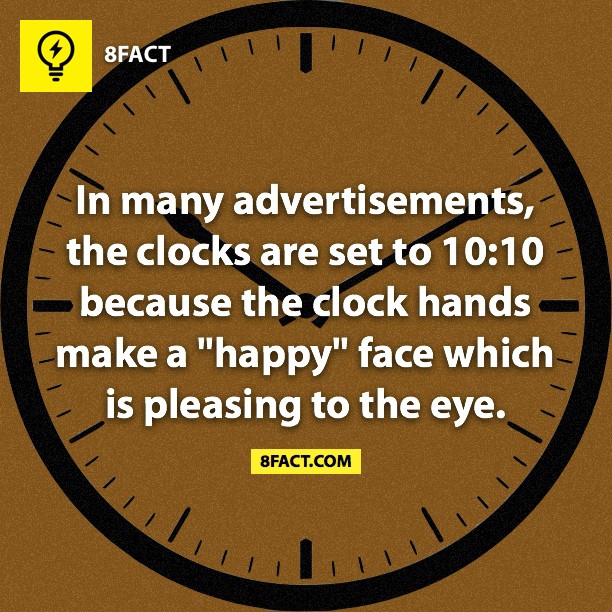 8FACT
In many advertisements,
the clocks are set to 10:10
because the clock hands
make a "happy" face which
is pleasing to the eye.
8FACT.COM